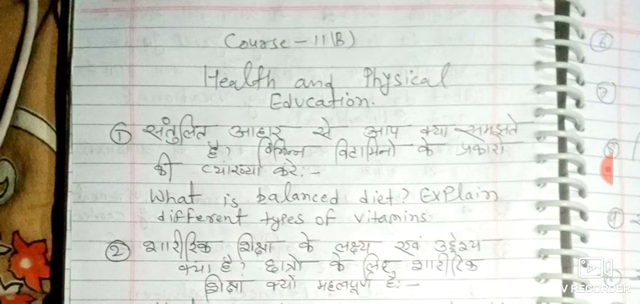 Course - 11(B)
Health and Physical
Education.
① संतुलित आहार से आप क्या समझते
है? विभिन्न विटामिनो के प्रकारो
की व्याख्या करे:-
What is balanced diet? Explain
different types of vitamins.
② शारीरिक शिक्षा के लक्ष्य एवं उद्देश्य
क्या है? छात्रो के लिए शारीरिक
शिक्षा क्यों महत्वपूर्ण है:-